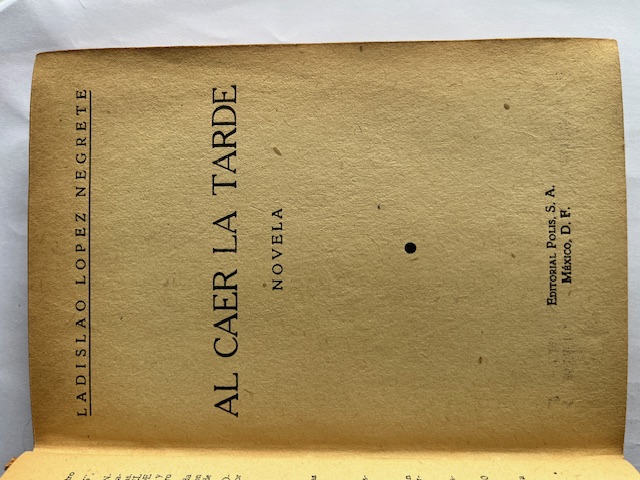 LADISLAO LOPEZ NEGRETE
AL CAER LA TARDE
NOVELA
EDITORIAL POLIS, S. A.
MÉXICO, D. F.